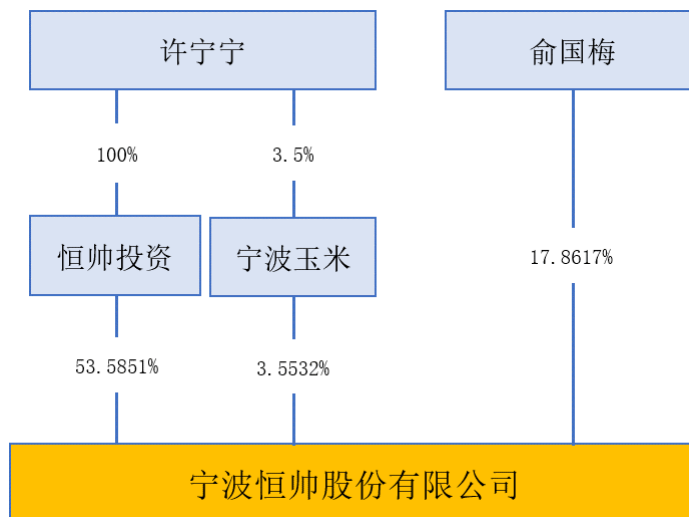 许宁宁
俞国梅
100%
3.5%
恒帅投资
宁波玉米
17.8617%
53.5851%
3.5532%
宁波恒帅股份有限公司